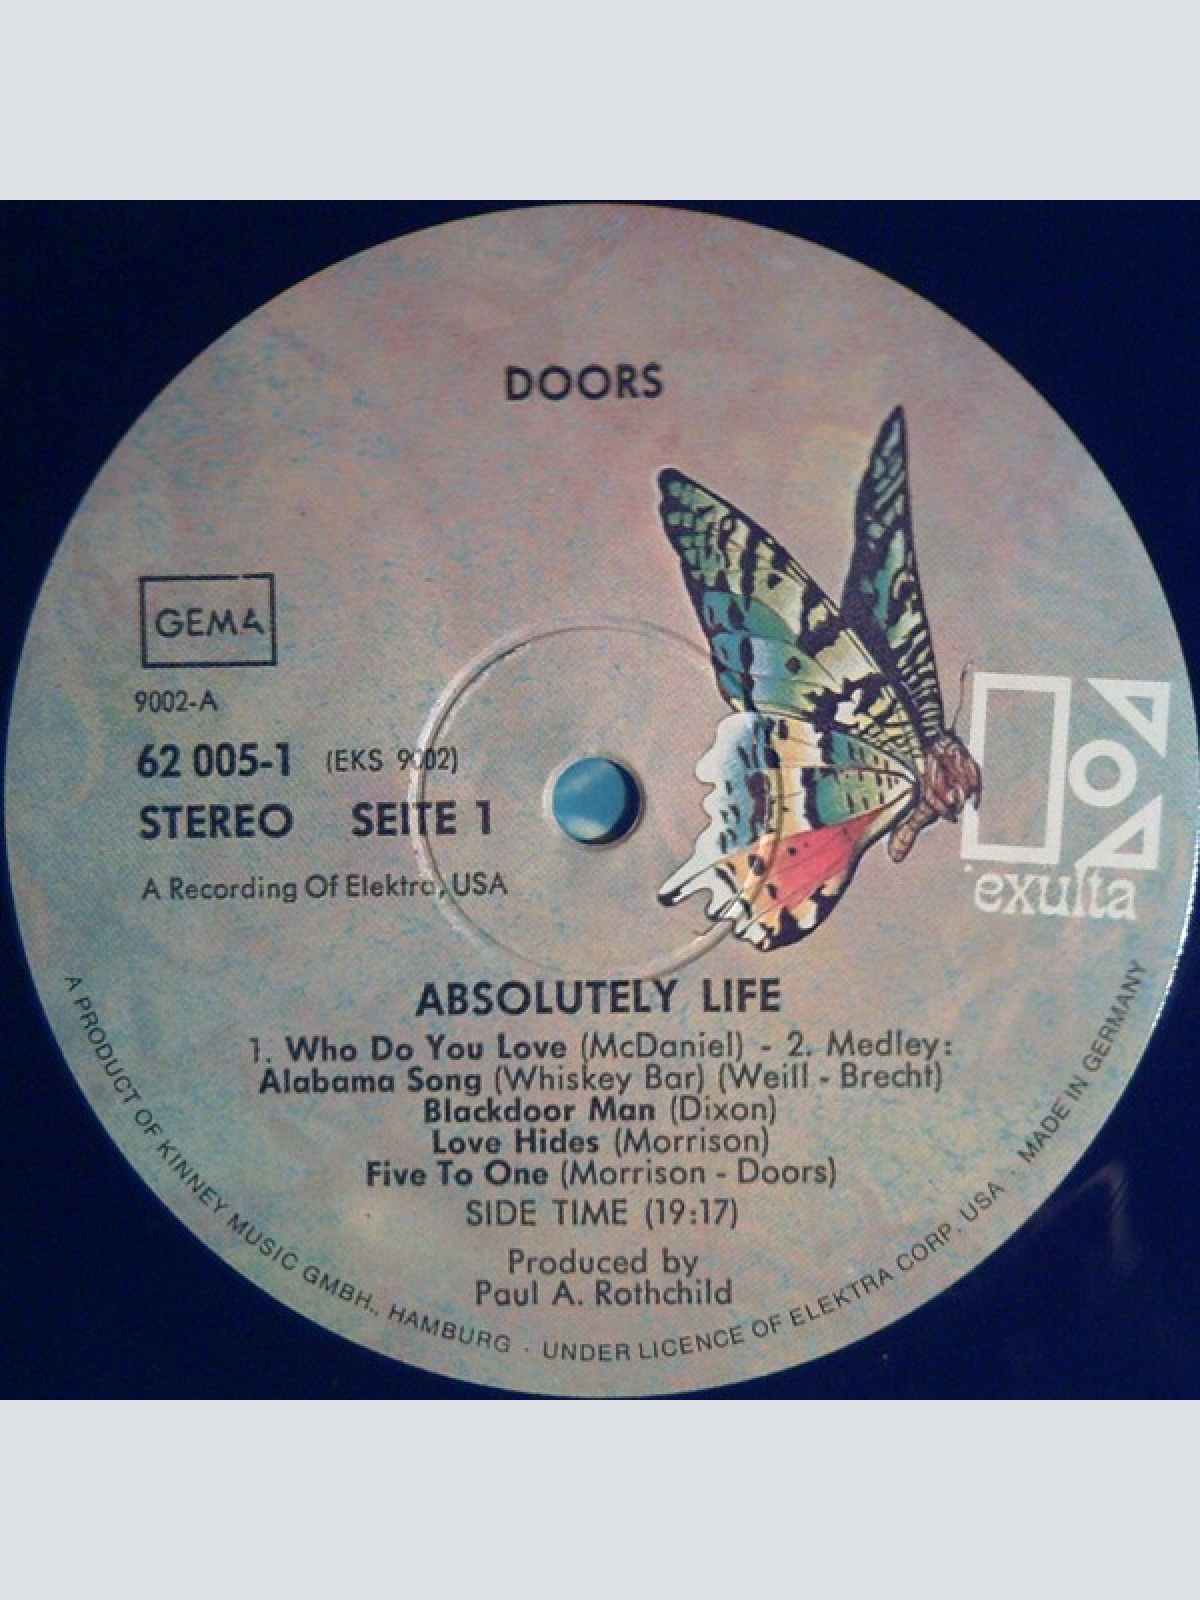 DOORS
GEMA
9002-A
62 005-1 (EKS 9002)
STEREO SEITE 1
A Recording Of Elektra, USA
exulta
ABSOLUTELY LIFE
1. Who Do You Love (McDaniel) - 2. Medley:
Alabama Song (Whiskey Bar) (Weill - Brecht)
Blackdoor Man (Dixon)
Love Hides (Morrison)
Five To One (Morrison - Doors)
SIDE TIME (19:17)
Produced by
Paul A. Rothchild
A PRODUCT OF KINNEY MUSIC GMBH., HAMBURG · UNDER LICENCE OF ELEKTRA CORP. USA · MADE IN GERMANY